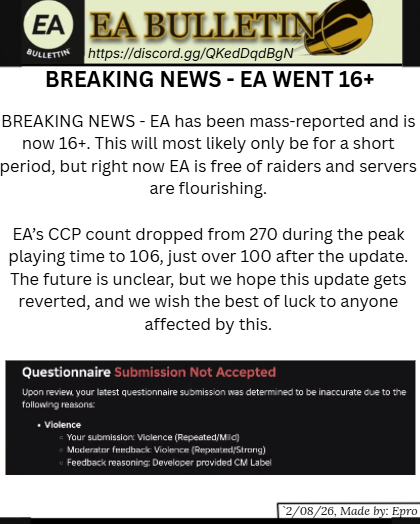 EA
BULLETTIN
EA BULLETIN
https://discord.gg/QKedDqdBgN
BREAKING NEWS - EA WENT 16+
BREAKING NEWS - EA has been mass-reported and is
now 16+. This will most likely only be for a short
period, but right now EA is free of raiders and servers
are flourishing.
EA’s CCP count dropped from 270 during the peak
playing time to 106, just over 100 after the update.
The future is unclear, but we hope this update gets
reverted, and we wish the best of luck to anyone
affected by this.
Questionnaire Submission Not Accepted
Upon review, your latest questionnaire submission was determined to be inaccurate due to the
following reasons:
• Violence
○ Your submission: Violence (Repeated/Mild)
○ Moderator feedback: Violence (Repeated/Strong)
○ Feedback reasoning: Developer provided CM Label
`2/08/26, Made by: Epro